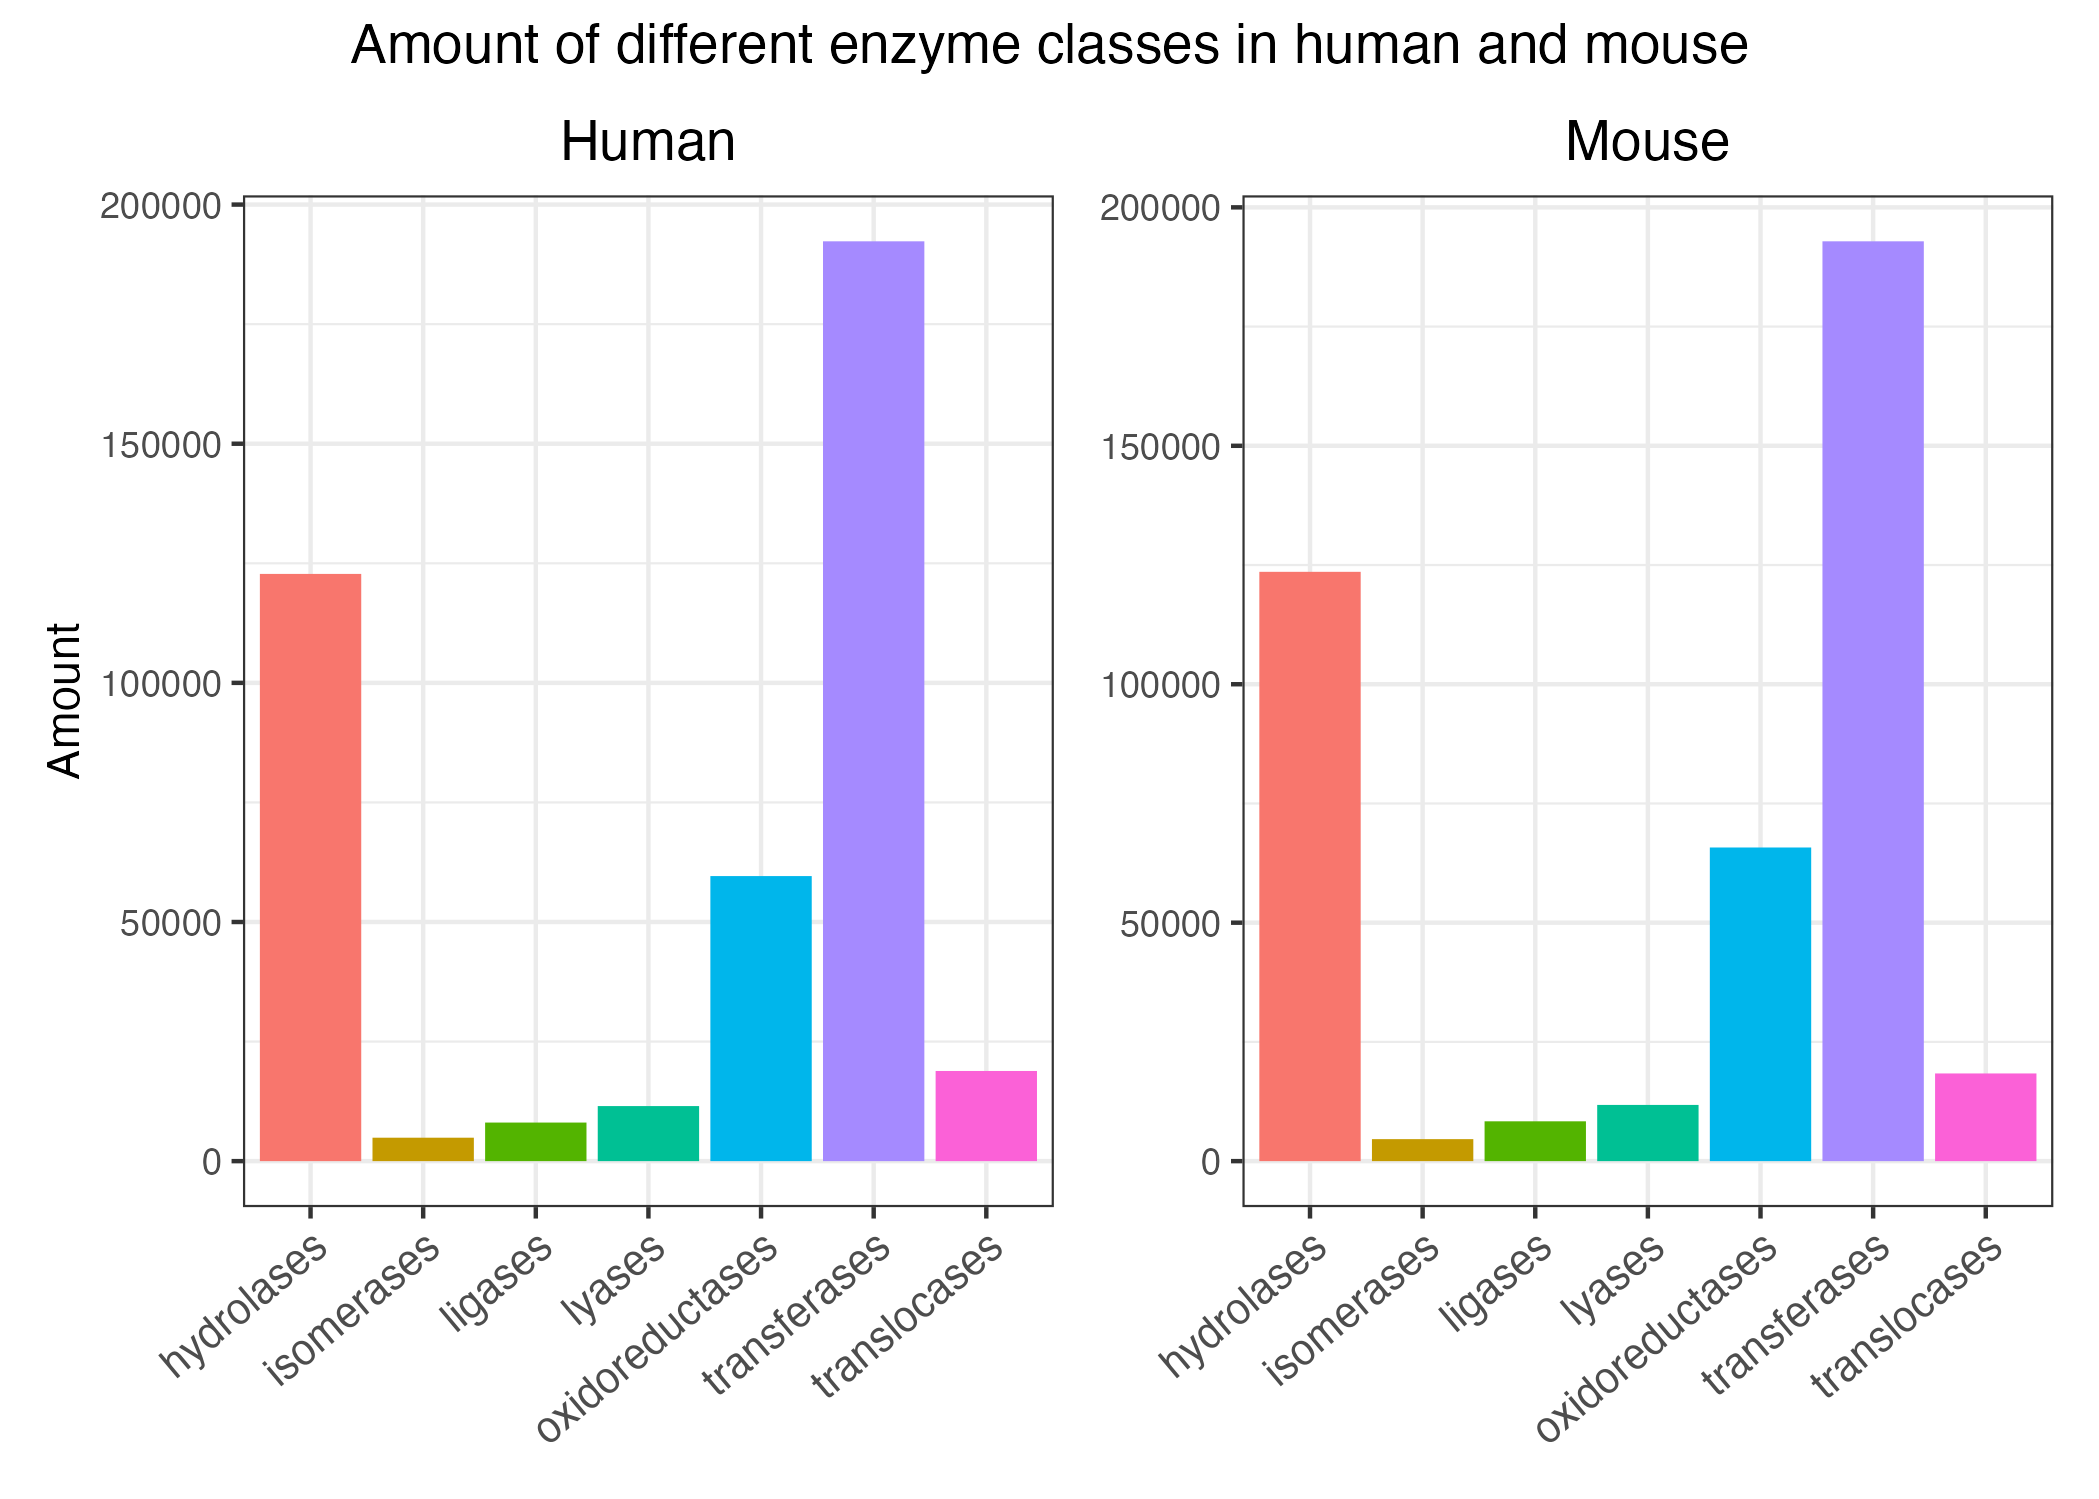 Amount of different enzyme classes in human and mouse
Human
Amount
200000
150000
100000
50000
0
hydrolases
isomerases
ligases
lyases
oxidoreductases
transferases
translocases
Mouse
200000
150000
100000
50000
0
hydrolases
isomerases
ligases
lyases
oxidoreductases
transferases
translocases